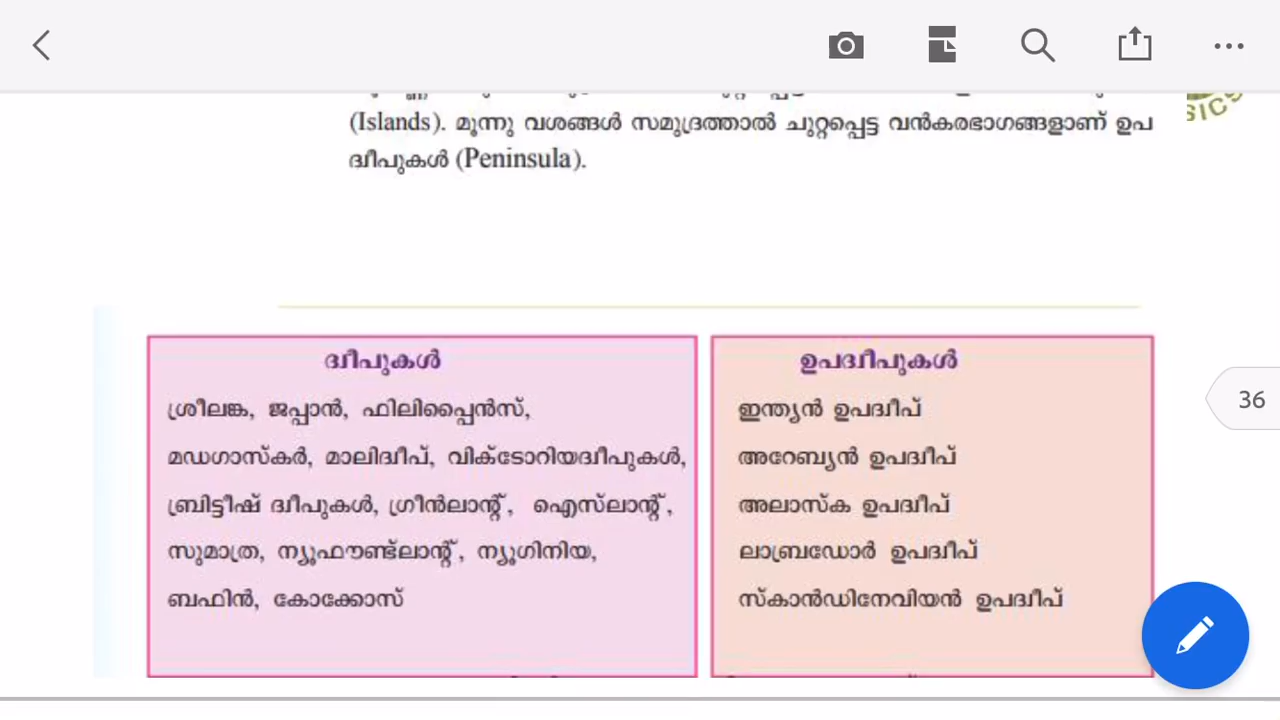 (Islands). മൂന്നു വശങ്ങൾ സമുദ്രത്താൽ ചുറ്റപ്പെട്ട വൻകരഭാഗങ്ങളാണ് ഉപ
ദ്വീപുകൾ (Peninsula).
ദ്വീപുകൾ
ശ്രീലങ്ക, ജപ്പാൻ, ഫിലിപ്പൈൻസ്,
മഡഗാസ്കർ, മാലിദ്വീപ്, വിക്ടോറിയദ്വീപുകൾ,
ബ്രിട്ടീഷ് ദ്വീപുകൾ, ഗ്രീൻലാന്റ്, ഐസ്‌ലാന്റ്,
സുമാത്ര, ന്യൂഫൗണ്ട്ലാന്റ്, ന്യൂഗിനിയ,
ബഫിൻ, കോക്കോസ്
ഉപദ്വീപുകൾ
ഇന്ത്യൻ ഉപദ്വീപ്
അറേബ്യൻ ഉപദ്വീപ്
അലാസ്ക ഉപദ്വീപ്
ലാബ്രഡോർ ഉപദ്വീപ്
സ്കാൻഡിനേവിയൻ ഉപദ്വീപ്
36